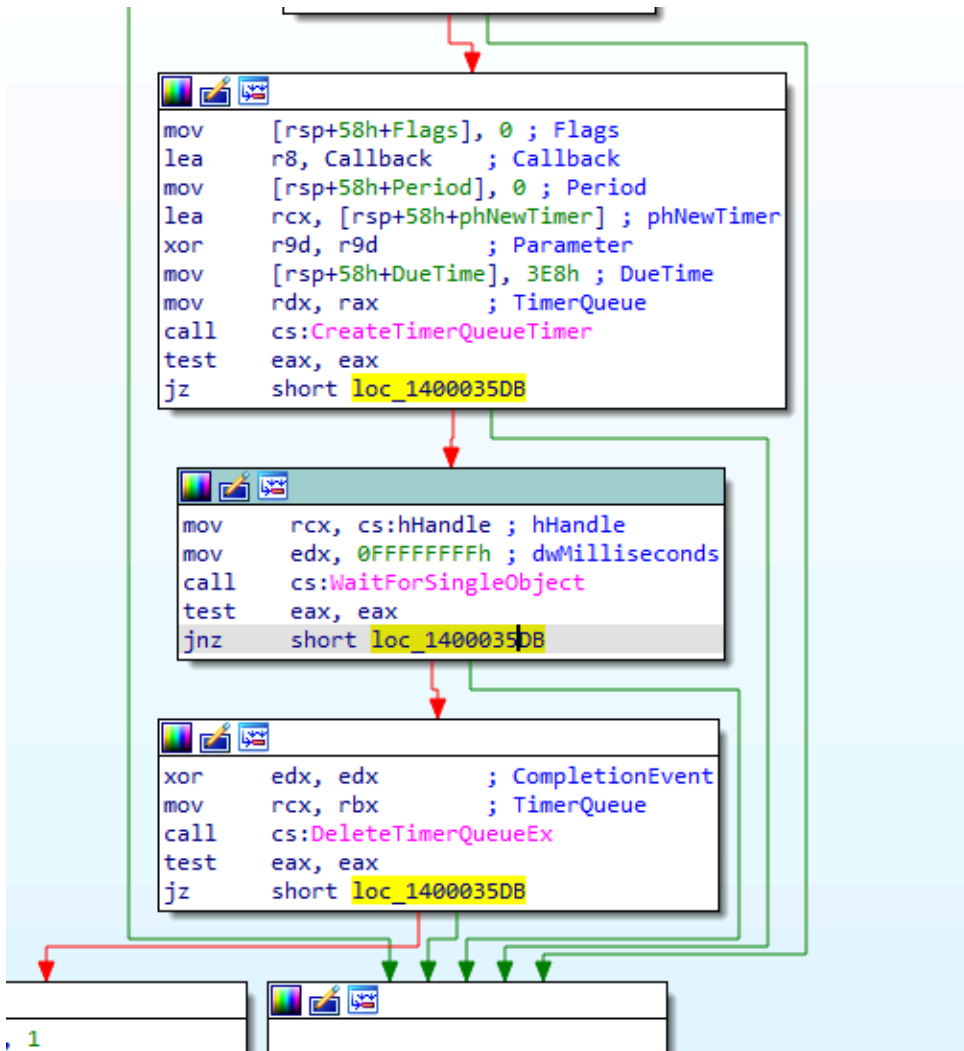 mov [rsp+58h+Flags], 0 ; Flags
lea r8, Callback ; Callback
mov [rsp+58h+Period], 0 ; Period
lea rcx, [rsp+58h+phNewTimer] ; phNewTimer
xor r9d, r9d ; Parameter
mov [rsp+58h+DueTime], 3E8h ; DueTime
mov rdx, rax ; TimerQueue
call cs:CreateTimerQueueTimer
test eax, eax
jz short loc_1400035DB
mov rcx, cs:hHandle ; hHandle
mov edx, 0FFFFFFFFh ; dwMilliseconds
call cs:WaitForSingleObject
test eax, eax
jnz short loc_1400035DB
xor edx, edx ; CompletionEvent
mov rcx, rbx ; TimerQueue
call cs:DeleteTimerQueueEx
test eax, eax
jz short loc_1400035DB
, 1